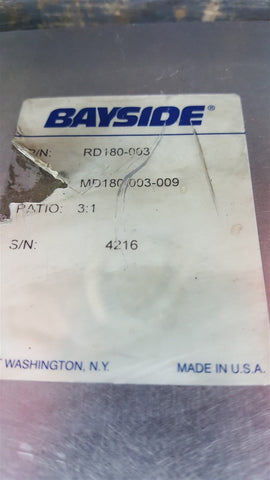 BAYSIDE®
P/N: RD180-003
MD180-003-009
RATIO: 3:1
S/N: 4216
WASHINGTON, N.Y. MADE IN U.S.A.